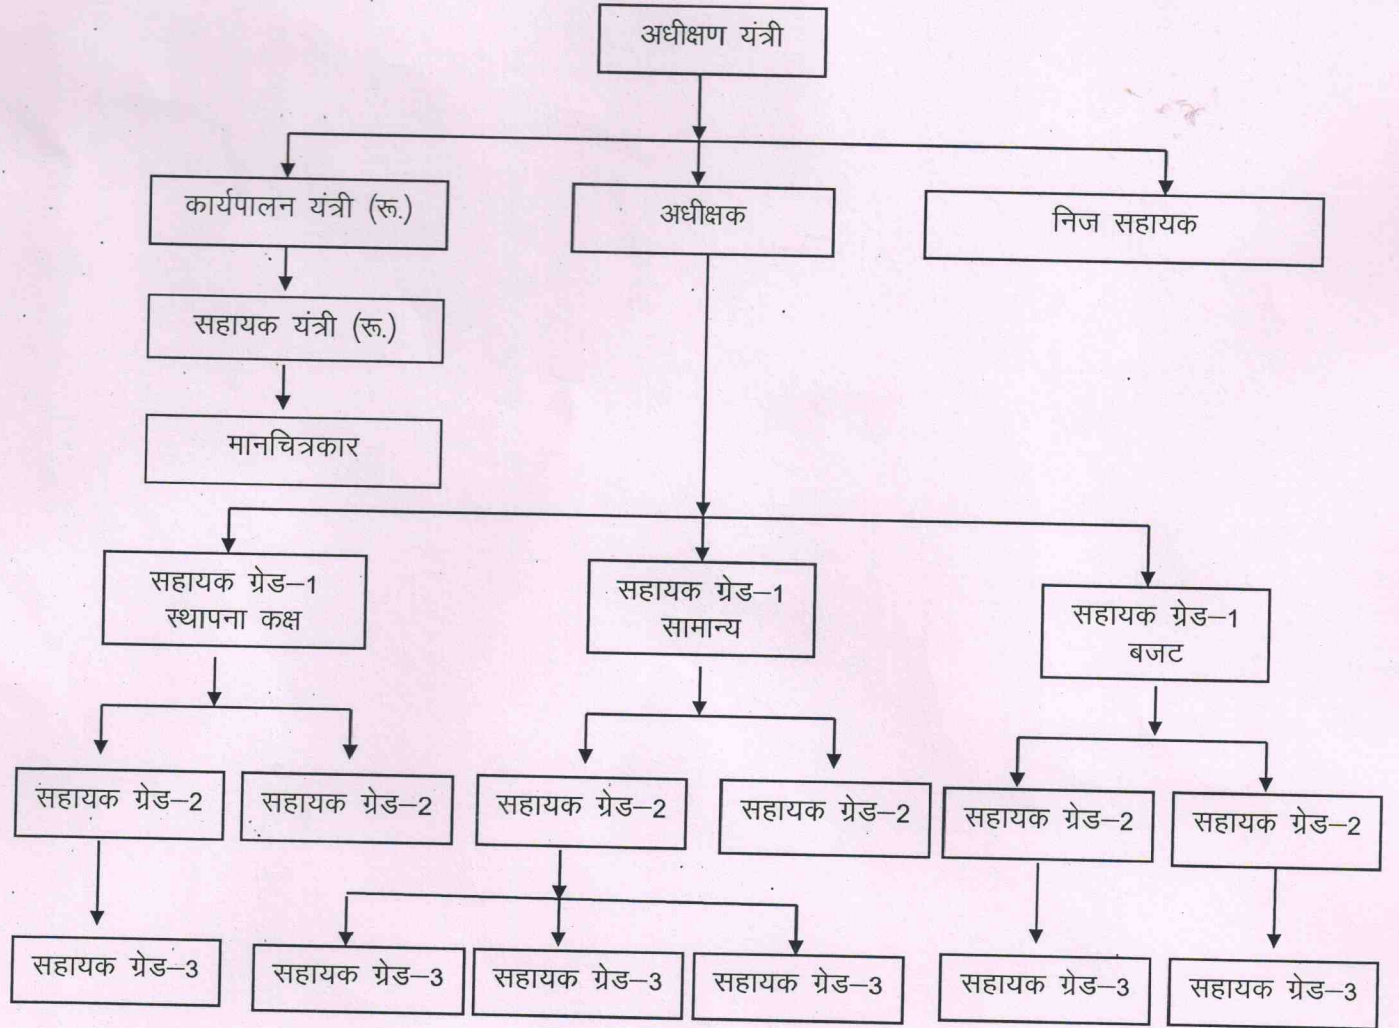 अधीक्षण यंत्री
कार्यपालन यंत्री (रू.)
अधीक्षक
निज सहायक
सहायक यंत्री (रू.)
मानचित्रकार
सहायक ग्रेड–1
स्थापना कक्ष
सहायक ग्रेड–1
सामान्य
सहायक ग्रेड–1
बजट
सहायक ग्रेड–2
सहायक ग्रेड–2
सहायक ग्रेड–2
सहायक ग्रेड–2
सहायक ग्रेड–2
सहायक ग्रेड–2
सहायक ग्रेड–3
सहायक ग्रेड–3
सहायक ग्रेड–3
सहायक ग्रेड–3
सहायक ग्रेड–3
सहायक ग्रेड–3